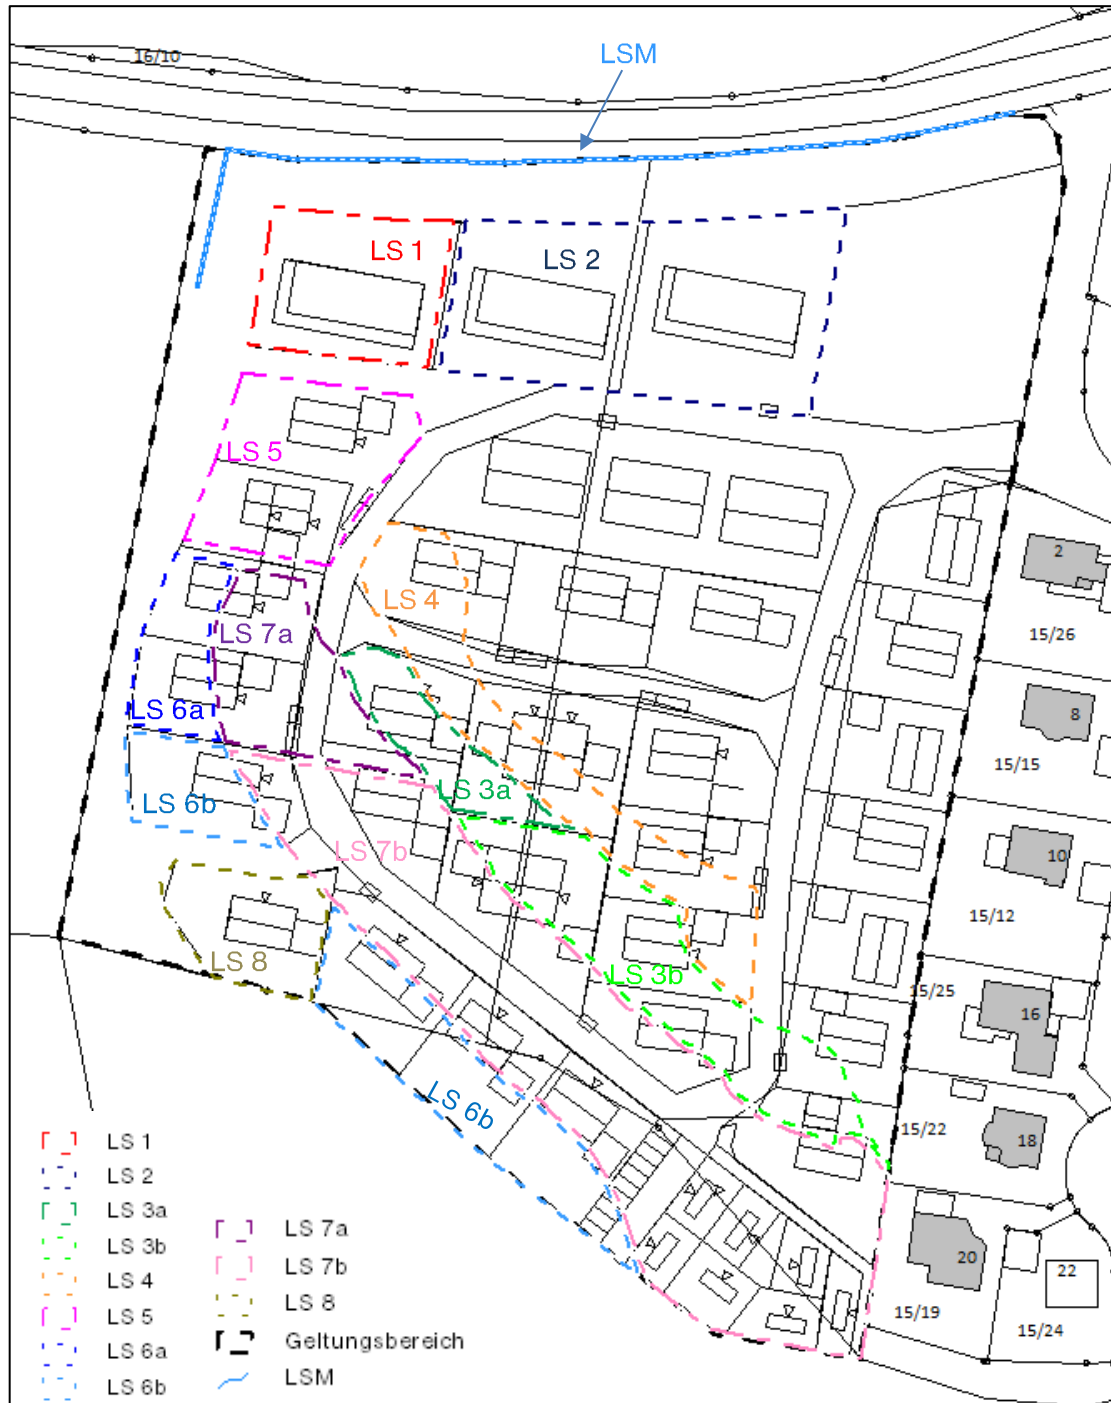 16/10
LSM
LS 1
LS 2
LS 5
2
LS 4
LS 7a
15/26
LS 6a
8
15/15
LS 3a
LS 6b
LS 7b
10
15/12
LS 8
LS 3b
15/25
16
LS 6b
15/22
18
20
22
15/19
15/24
LS 1
LS 2
LS 3a
LS 3b
LS 4
LS 5
LS 6a
LS 6b
LS 7a
LS 7b
LS 8
Geltungsbereich
LSM